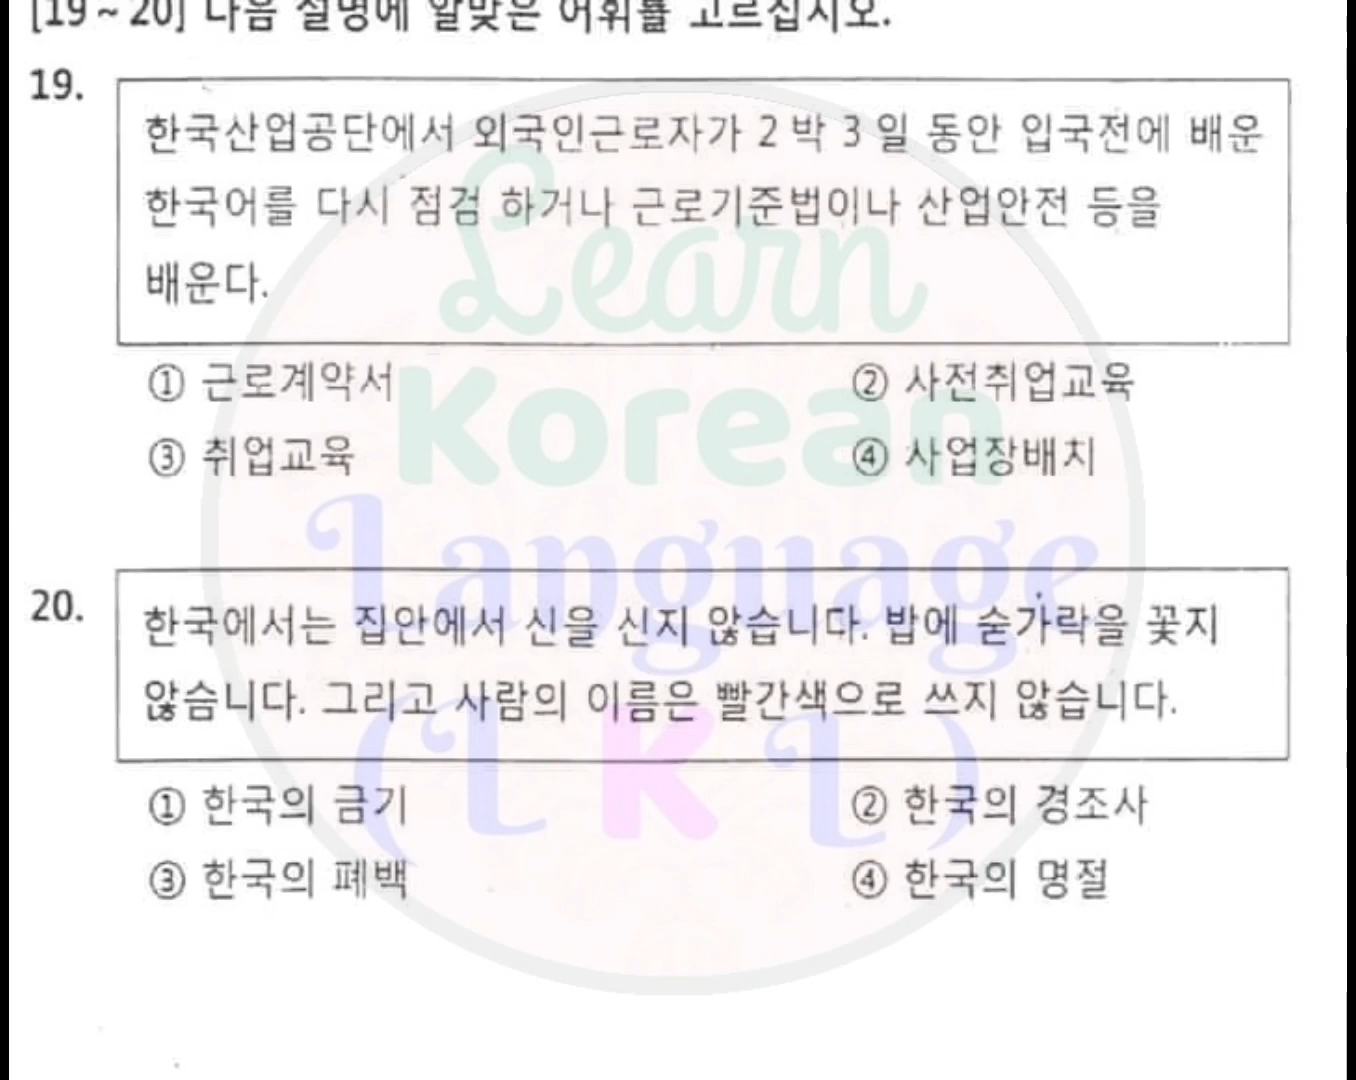 [19~20] 다음 설명에 알맞은 어휘를 고르십시오.
19.
한국산업공단에서 외국인근로자가 2 박 3 일 동안 입국전에 배운
한국어를 다시 점검 하거나 근로기준법이나 산업안전 등을
배운다.
① 근로계약서 ② 사전취업교육
③ 취업교육 ④ 사업장배치
20.
한국에서는 집안에서 신을 신지 않습니다. 밥에 숟가락을 꽂지
않슴니다. 그리고 사람의 이름은 빨간색으로 쓰지 않습니다.
① 한국의 금기 ② 한국의 경조사
③ 한국의 폐백 ④ 한국의 명절
Learn
Korean
Language
(LKL)